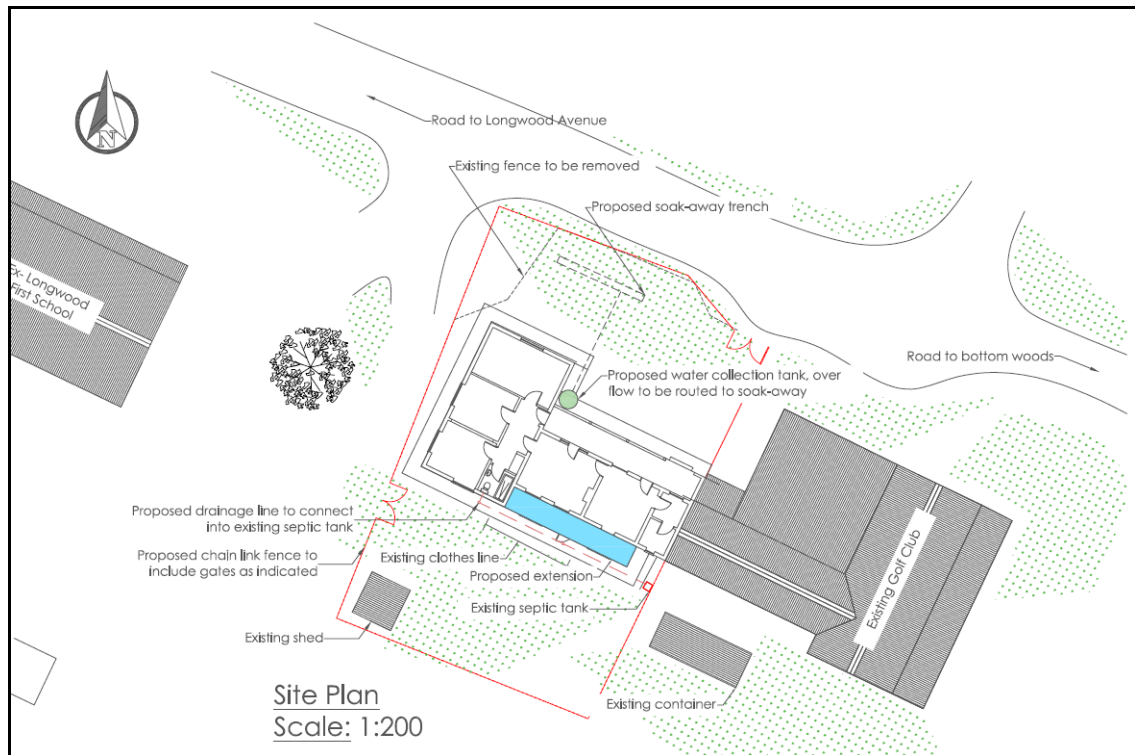 N
Road to Longwood Avenue
Existing fence to be removed
Proposed soak-away trench
Ex- Longwood
First School
Road to bottom woods
Proposed water collection tank, over
flow to be routed to soak-away
Proposed drainage line to connect
into existing septic tank
Existing clothes line
Proposed chain link fence to
include gates as indicated
Proposed extension
Existing septic tank
Existing Golf Club
Existing shed
Existing container
Site Plan
Scale: 1:200